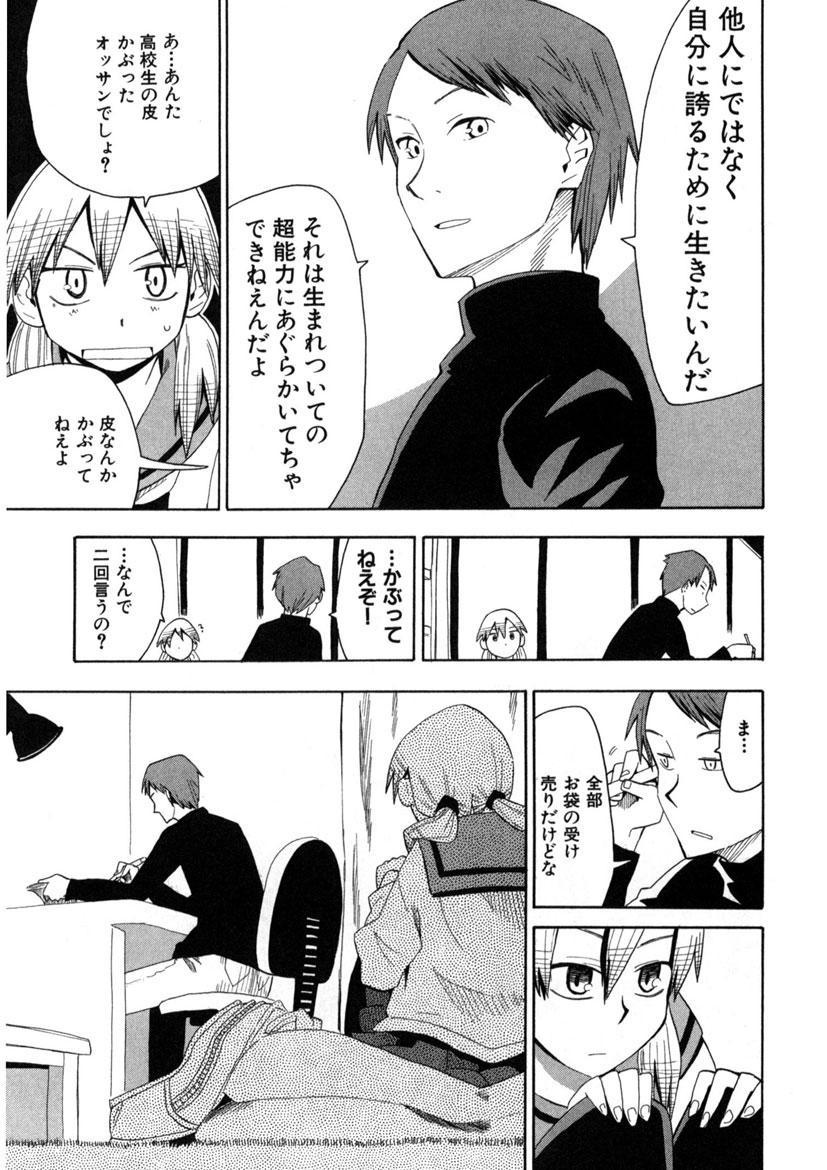 他人にではなく
自分に誇るために生きたいんだ
それは生まれついての
超能力にあぐらかいてちゃ
できねえんだよ
あ…あんた
高校生の皮
かぶった
オッサンでしょ?
皮なんか
かぶって
ねえよ
…かぶって
ねえぞ!
…なんで
二回言うの?
ま…
全部
お袋の受け
売りだけどな